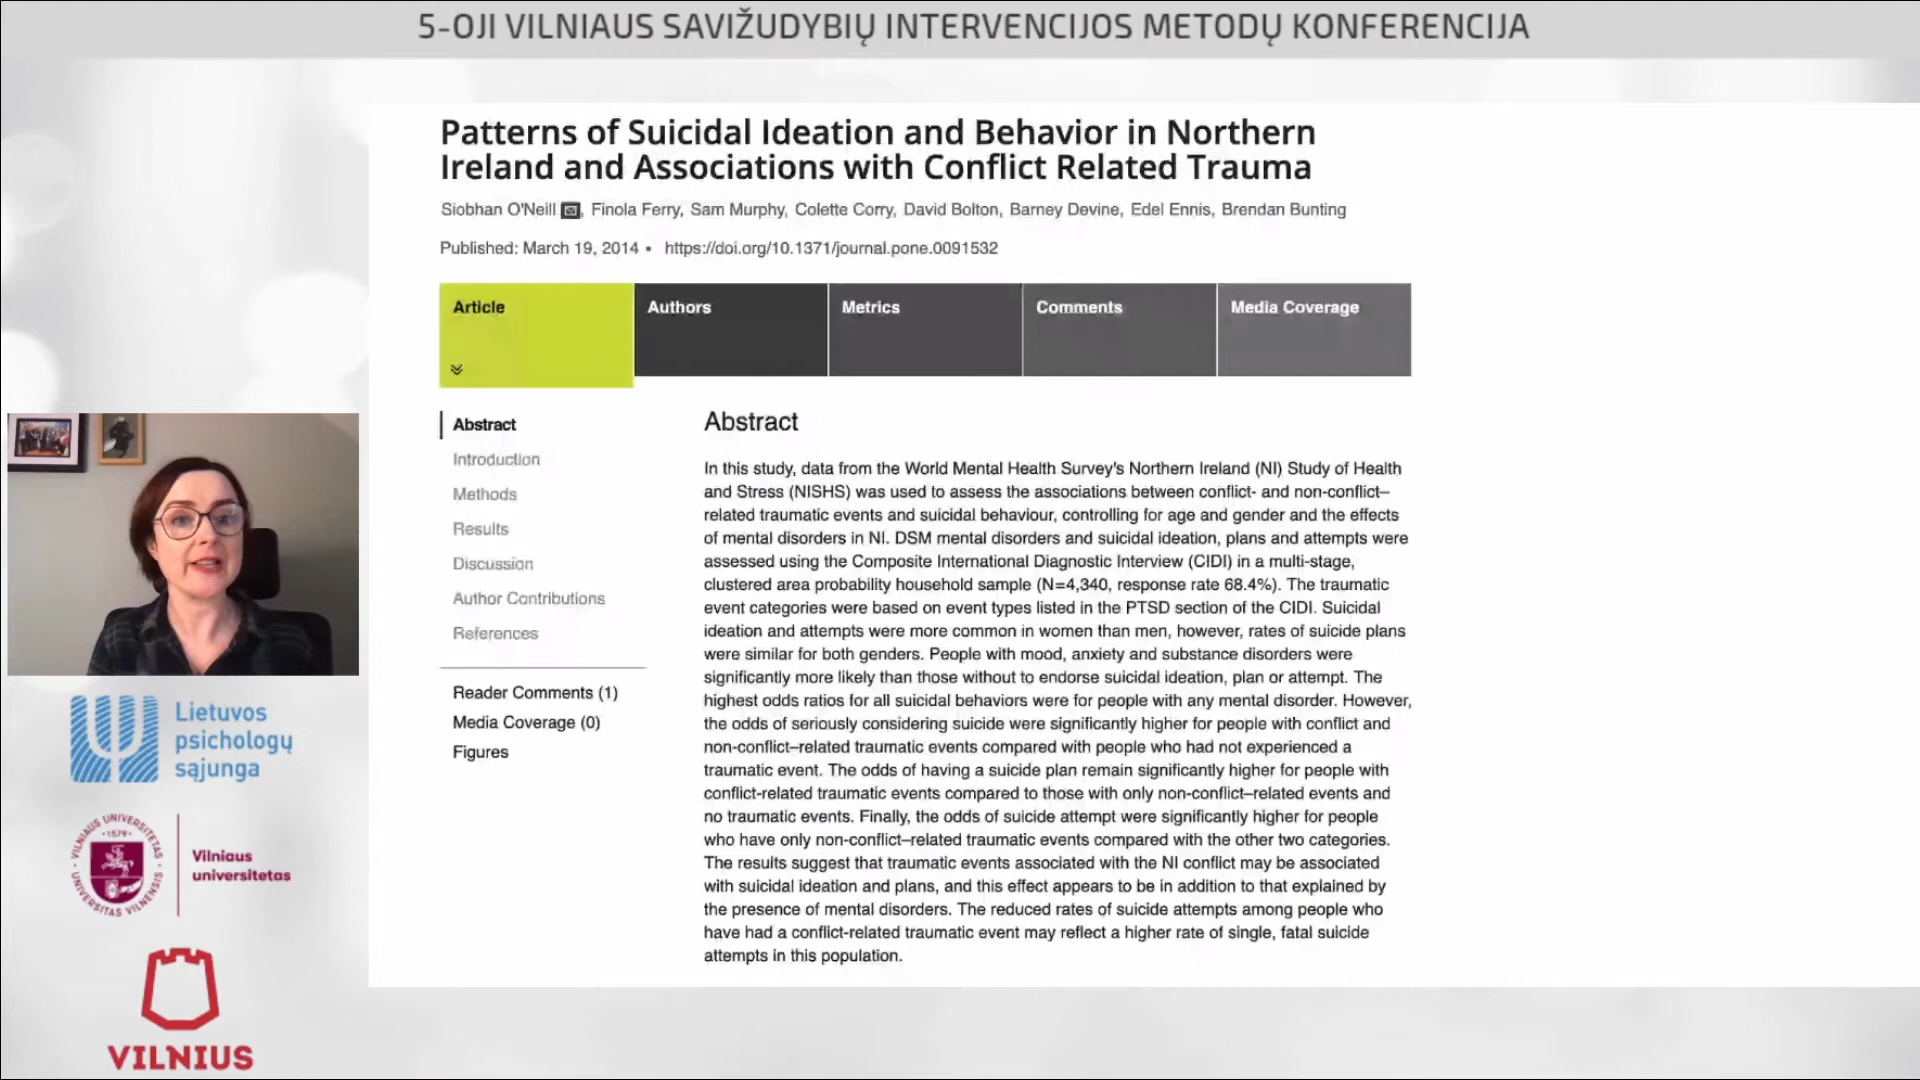 5-OJI VILNIAUS SAVIŽUDYBIŲ INTERVENCIJOS METODŲ KONFERENCIJA
Patterns of Suicidal Ideation and Behavior in Northern
Ireland and Associations with Conflict Related Trauma
Siobhan O'Neill, Finola Ferry, Sam Murphy, Colette Corry, David Bolton, Barney Devine, Edel Ennis, Brendan Bunting
Published: March 19, 2014 • https://doi.org/10.1371/journal.pone.0091532
Article
Authors
Metrics
Comments
Media Coverage
Abstract
Introduction
Methods
Results
Discussion
Author Contributions
References
Reader Comments (1)
Media Coverage (0)
Figures
Abstract
In this study, data from the World Mental Health Survey's Northern Ireland (NI) Study of Health
and Stress (NISHS) was used to assess the associations between conflict- and non-conflict–
related traumatic events and suicidal behaviour, controlling for age and gender and the effects
of mental disorders in NI. DSM mental disorders and suicidal ideation, plans and attempts were
assessed using the Composite International Diagnostic Interview (CIDI) in a multi-stage,
clustered area probability household sample (N=4,340, response rate 68.4%). The traumatic
event categories were based on event types listed in the PTSD section of the CIDI. Suicidal
ideation and attempts were more common in women than men, however, rates of suicide plans
were similar for both genders. People with mood, anxiety and substance disorders were
significantly more likely than those without to endorse suicidal ideation, plan or attempt. The
highest odds ratios for all suicidal behaviors were for people with any mental disorder. However,
the odds of seriously considering suicide were significantly higher for people with conflict and
non-conflict–related traumatic events compared with people who had not experienced a
traumatic event. The odds of having a suicide plan remain significantly higher for people with
conflict-related traumatic events compared to those with only non-conflict–related events and
no traumatic events. Finally, the odds of suicide attempt were significantly higher for people
who have only non-conflict–related traumatic events compared with the other two categories.
The results suggest that traumatic events associated with the NI conflict may be associated
with suicidal ideation and plans, and this effect appears to be in addition to that explained by
the presence of mental disorders. The reduced rates of suicide attempts among people who
have had a conflict-related traumatic event may reflect a higher rate of single, fatal suicide
attempts in this population.
Lietuvos
psichologų
sąjunga
VILNIAUS UNIVERSITETAS
•1579•
UNIVERSITAS VILNENSIS
Vilniaus
universitetas
VILNIUS